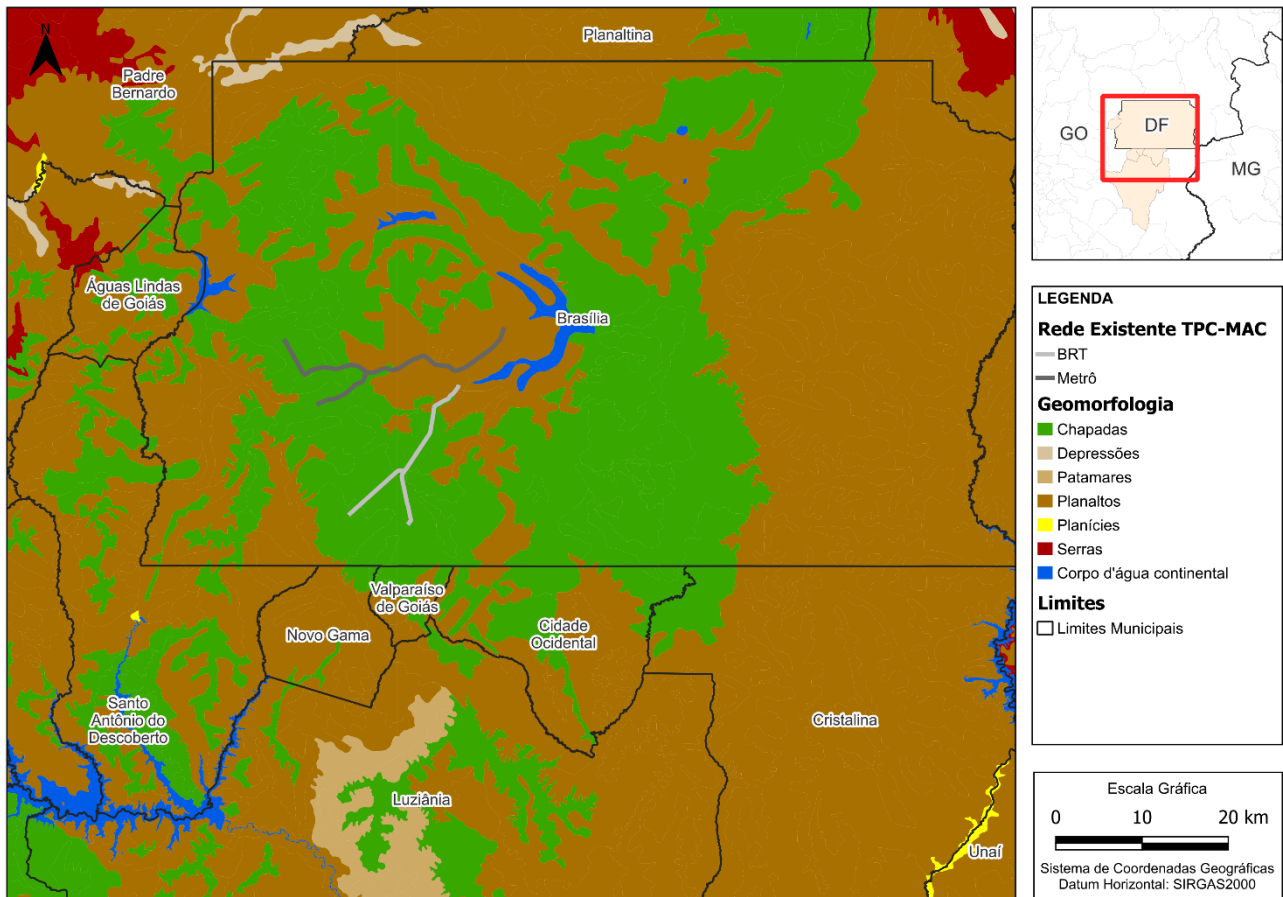 N
Planaltina
Padre
Bernardo
Águas Lindas
de Goiás
Brasília
Valparaíso
de Goiás
Novo Gama
Cidade
Ocidental
Santo
Antônio do
Descoberto
Cristalina
Luziânia
Unaí
GO
DF
MG
LEGENDA
Rede Existente TPC-MAC
BRT
Metrô
Geomorfologia
Chapadas
Depressões
Patamares
Planaltos
Planícies
Serras
Corpo d'água continental
Limites
Limites Municipais
Escala Gráfica
0 10 20 km
Sistema de Coordenadas Geográficas
Datum Horizontal: SIRGAS2000